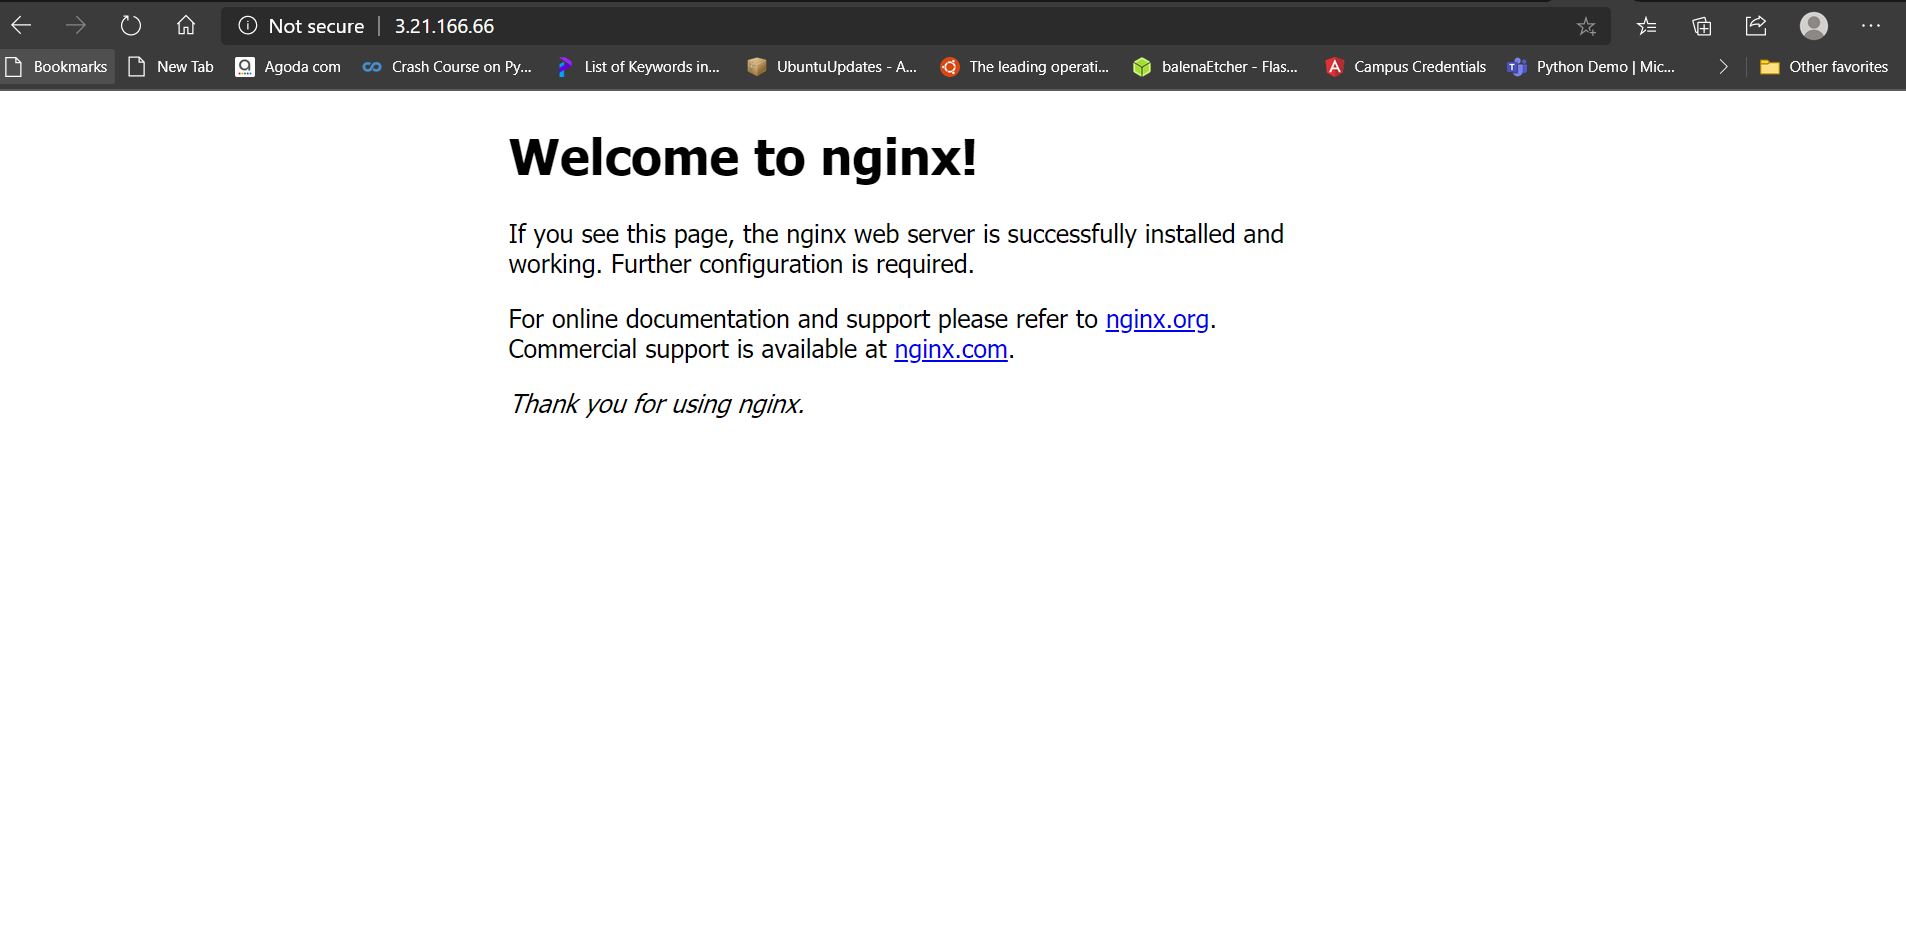 Not secure | 3.21.166.66
Bookmarks New Tab Agoda com Crash Course on Py... List of Keywords in... UbuntuUpdates - A... The leading operati... balenaEtcher - Flas... Campus Credentials Python Demo | Mic... Other favorites
Welcome to nginx!
If you see this page, the nginx web server is successfully installed and
working. Further configuration is required.
For online documentation and support please refer to nginx.org.
Commercial support is available at nginx.com.
Thank you for using nginx.